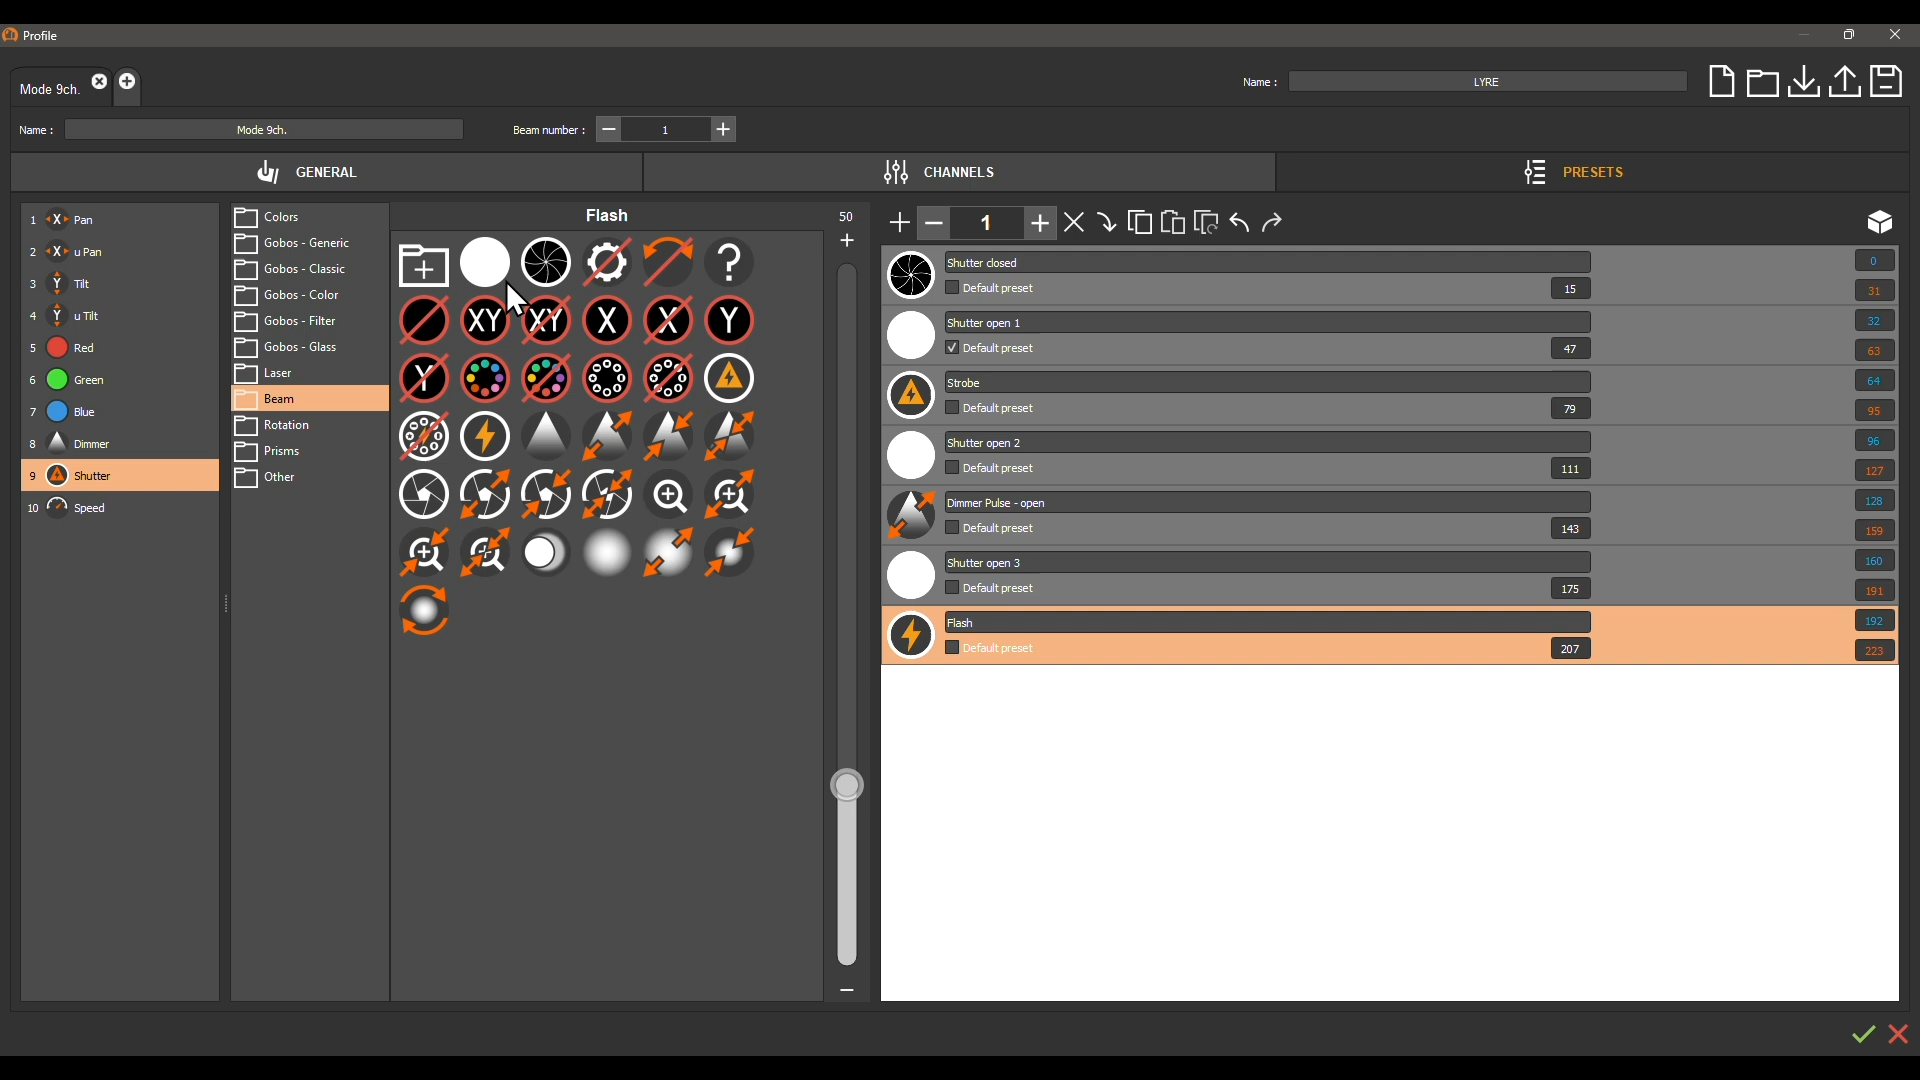 Profile
Mode 9ch.
Name : LYRE
Name : Mode 9ch. Beam number : 1
GENERAL CHANNELS PRESETS
1 X Pan
2 X u Pan
3 Y Tilt
4 Y u Tilt
5 Red
6 Green
7 Blue
8 Dimmer
9 Shutter
10 Speed
Colors
Gobos - Generic
Gobos - Classic
Gobos - Color
Gobos - Filter
Gobos - Glass
Laser
Beam
Rotation
Prisms
Other
Flash
?
XY XY X X Y
Y
50
1
Shutter closed 0
Default preset 15 31
Shutter open 1 32
Default preset 47 63
Strobe 64
Default preset 79 95
Shutter open 2 96
Default preset 111 127
Dimmer Pulse - open 128
Default preset 143 159
Shutter open 3 160
Default preset 175 191
Flash 192
Default preset 207 223